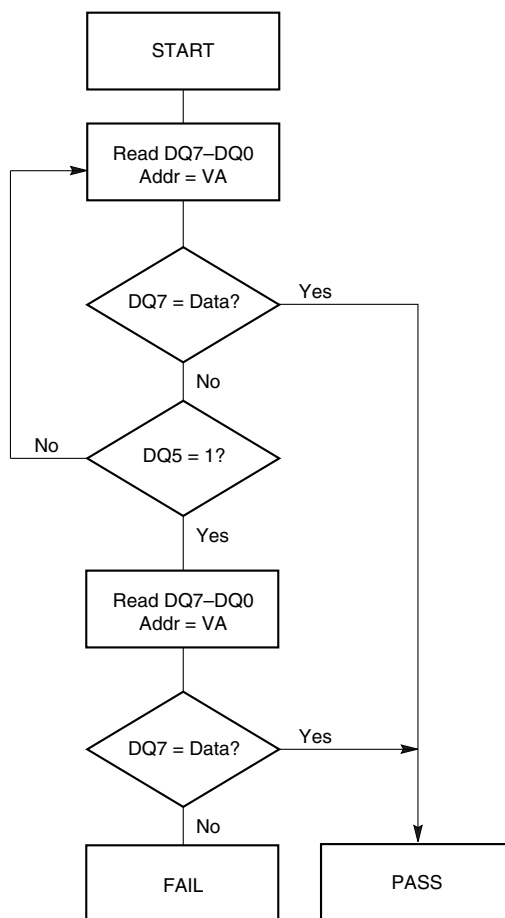 START
Read DQ7–DQ0
Addr = VA
DQ7 = Data?
Yes
No
No
DQ5 = 1?
Yes
Read DQ7–DQ0
Addr = VA
DQ7 = Data?
Yes
No
FAIL
PASS